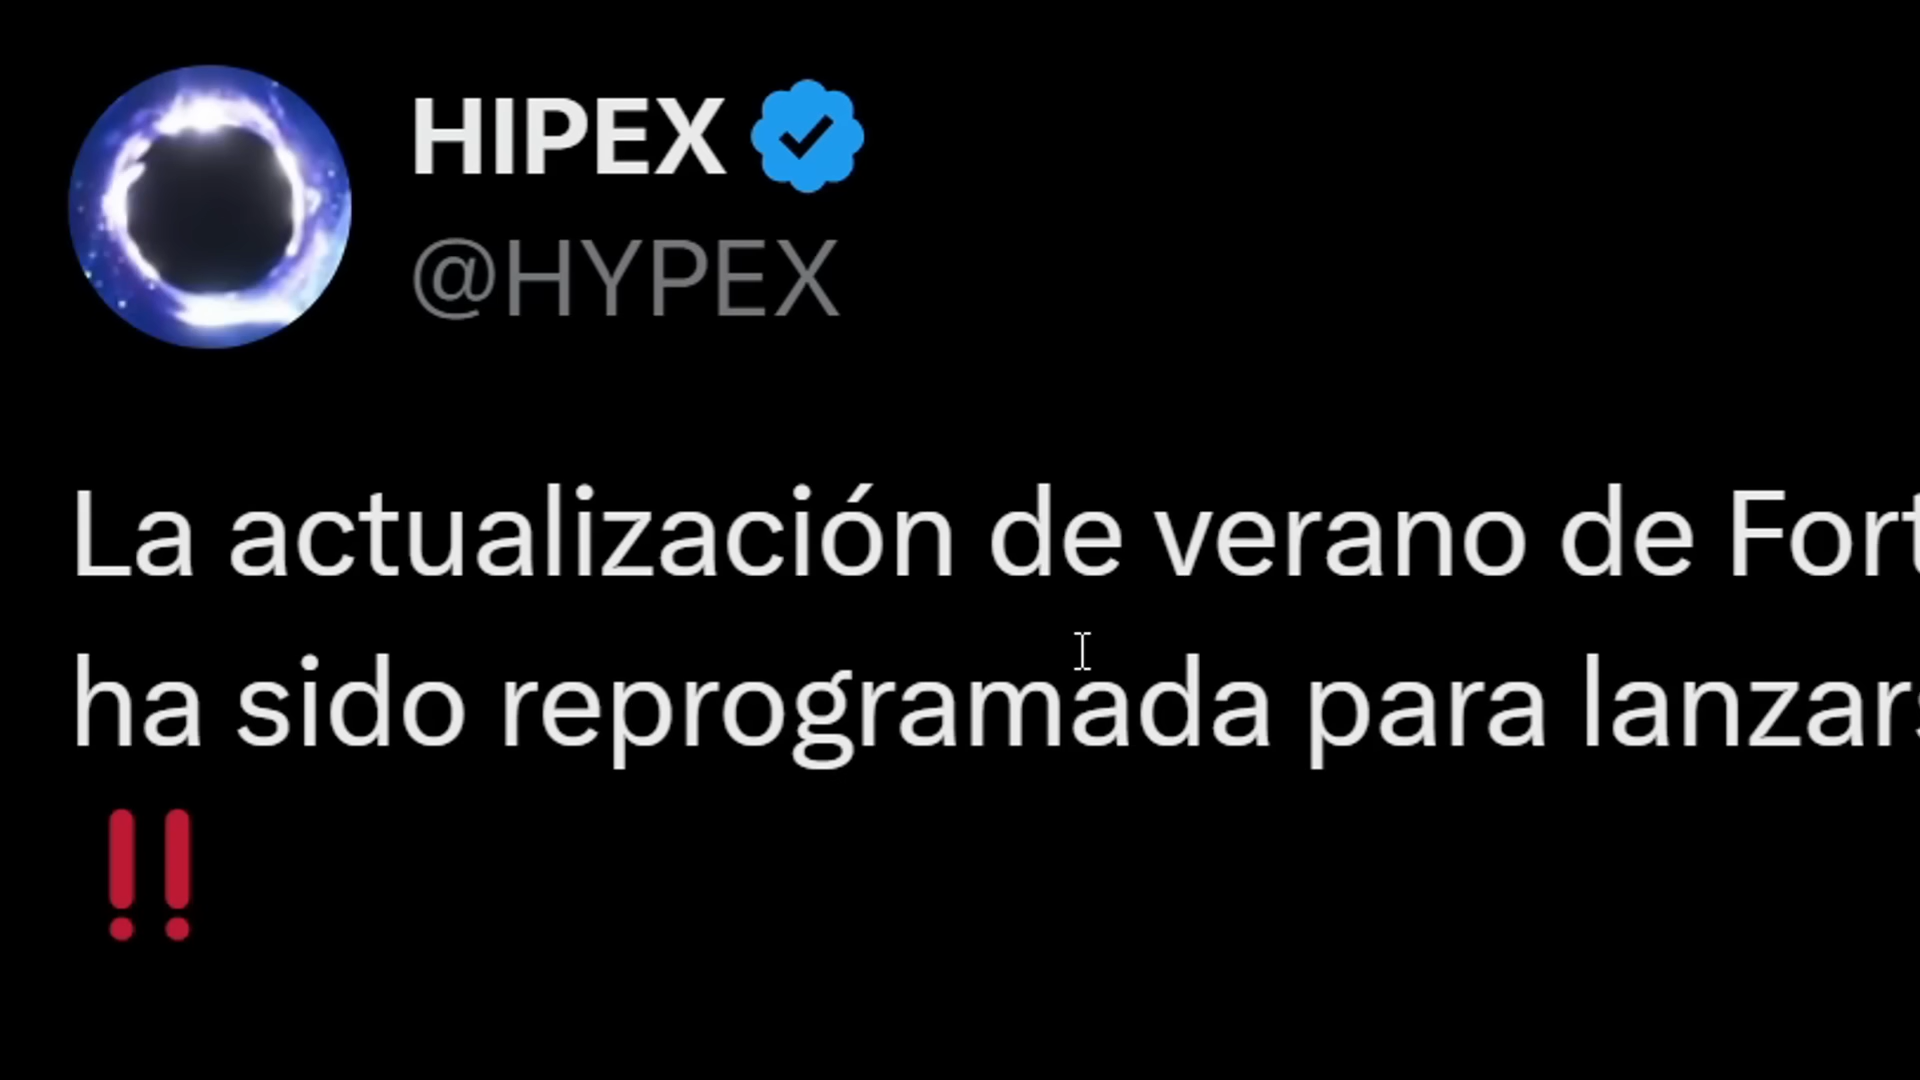 HIPEX
@HYPEX
La actualización de verano de Fort
ha sido reprogramada para lanzars
‼